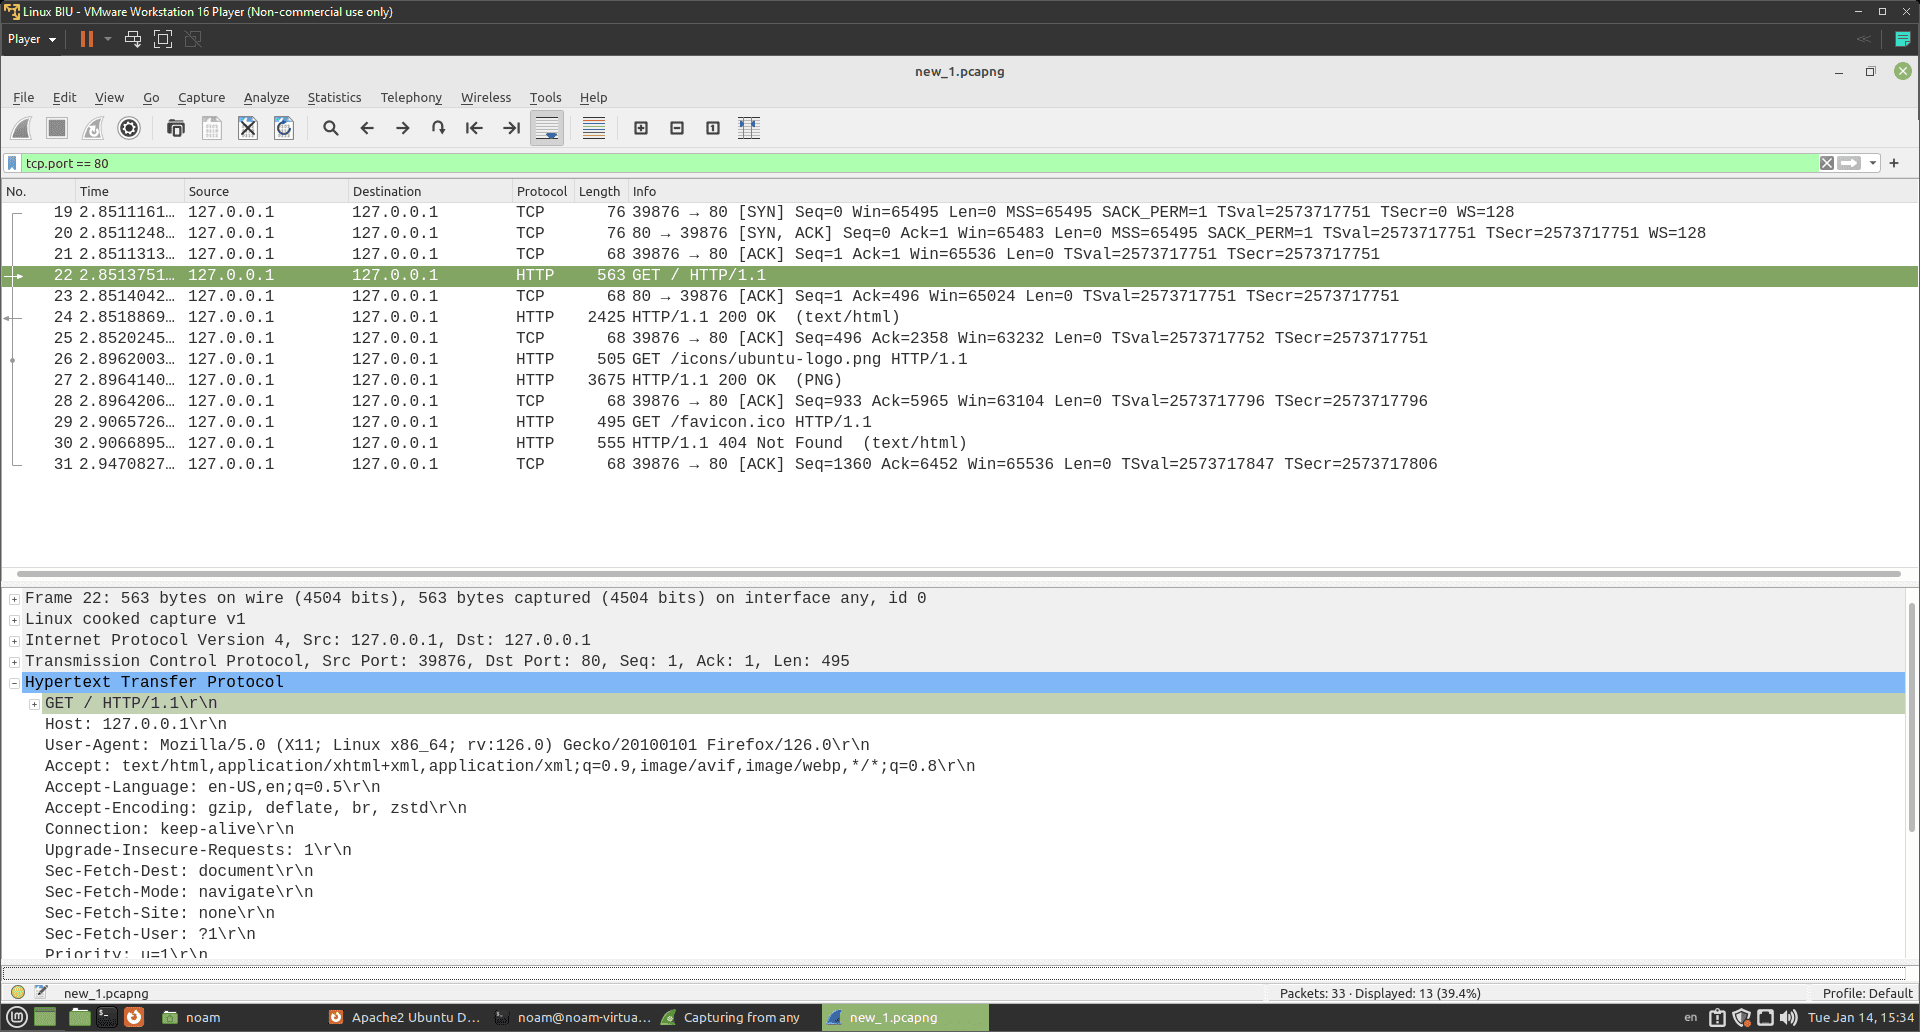 Linux BIU - VMware Workstation 16 Player (Non-commercial use only)
Player
new_1.pcapng
File Edit View Go Capture Analyze Statistics Telephony Wireless Tools Help
tcp.port == 80
No. Time Source Destination Protocol Length Info
19 2.8511161… 127.0.0.1 127.0.0.1 TCP 76 39876 → 80 [SYN] Seq=0 Win=65495 Len=0 MSS=65495 SACK_PERM=1 TSval=2573717751 TSecr=0 WS=128
20 2.8511248… 127.0.0.1 127.0.0.1 TCP 76 80 → 39876 [SYN, ACK] Seq=0 Ack=1 Win=65483 Len=0 MSS=65495 SACK_PERM=1 TSval=2573717751 TSecr=2573717751 WS=128
21 2.8511313… 127.0.0.1 127.0.0.1 TCP 68 39876 → 80 [ACK] Seq=1 Ack=1 Win=65536 Len=0 TSval=2573717751 TSecr=2573717751
22 2.8513751… 127.0.0.1 127.0.0.1 HTTP 563 GET / HTTP/1.1
23 2.8514042… 127.0.0.1 127.0.0.1 TCP 68 80 → 39876 [ACK] Seq=1 Ack=496 Win=65024 Len=0 TSval=2573717751 TSecr=2573717751
24 2.8518869… 127.0.0.1 127.0.0.1 HTTP 2425 HTTP/1.1 200 OK (text/html)
25 2.8520245… 127.0.0.1 127.0.0.1 TCP 68 39876 → 80 [ACK] Seq=496 Ack=2358 Win=63232 Len=0 TSval=2573717752 TSecr=2573717751
26 2.8962003… 127.0.0.1 127.0.0.1 HTTP 505 GET /icons/ubuntu-logo.png HTTP/1.1
27 2.8964140… 127.0.0.1 127.0.0.1 HTTP 3675 HTTP/1.1 200 OK (PNG)
28 2.8964206… 127.0.0.1 127.0.0.1 TCP 68 39876 → 80 [ACK] Seq=933 Ack=5965 Win=63104 Len=0 TSval=2573717796 TSecr=2573717796
29 2.9065726… 127.0.0.1 127.0.0.1 HTTP 495 GET /favicon.ico HTTP/1.1
30 2.9066895… 127.0.0.1 127.0.0.1 HTTP 555 HTTP/1.1 404 Not Found (text/html)
31 2.9470827… 127.0.0.1 127.0.0.1 TCP 68 39876 → 80 [ACK] Seq=1360 Ack=6452 Win=65536 Len=0 TSval=2573717847 TSecr=2573717806
Frame 22: 563 bytes on wire (4504 bits), 563 bytes captured (4504 bits) on interface any, id 0
Linux cooked capture v1
Internet Protocol Version 4, Src: 127.0.0.1, Dst: 127.0.0.1
Transmission Control Protocol, Src Port: 39876, Dst Port: 80, Seq: 1, Ack: 1, Len: 495
Hypertext Transfer Protocol
GET / HTTP/1.1\r\n
Host: 127.0.0.1\r\n
User-Agent: Mozilla/5.0 (X11; Linux x86_64; rv:126.0) Gecko/20100101 Firefox/126.0\r\n
Accept: text/html,application/xhtml+xml,application/xml;q=0.9,image/avif,image/webp,*/*;q=0.8\r\n
Accept-Language: en-US,en;q=0.5\r\n
Accept-Encoding: gzip, deflate, br, zstd\r\n
Connection: keep-alive\r\n
Upgrade-Insecure-Requests: 1\r\n
Sec-Fetch-Dest: document\r\n
Sec-Fetch-Mode: navigate\r\n
Sec-Fetch-Site: none\r\n
Sec-Fetch-User: ?1\r\n
Priority: u=1\r\n
new_1.pcapng Packets: 33 · Displayed: 13 (39.4%) Profile: Default
noam Apache2 Ubuntu D… noam@noam-virtua… Capturing from any new_1.pcapng en Tue Jan 14, 15:34